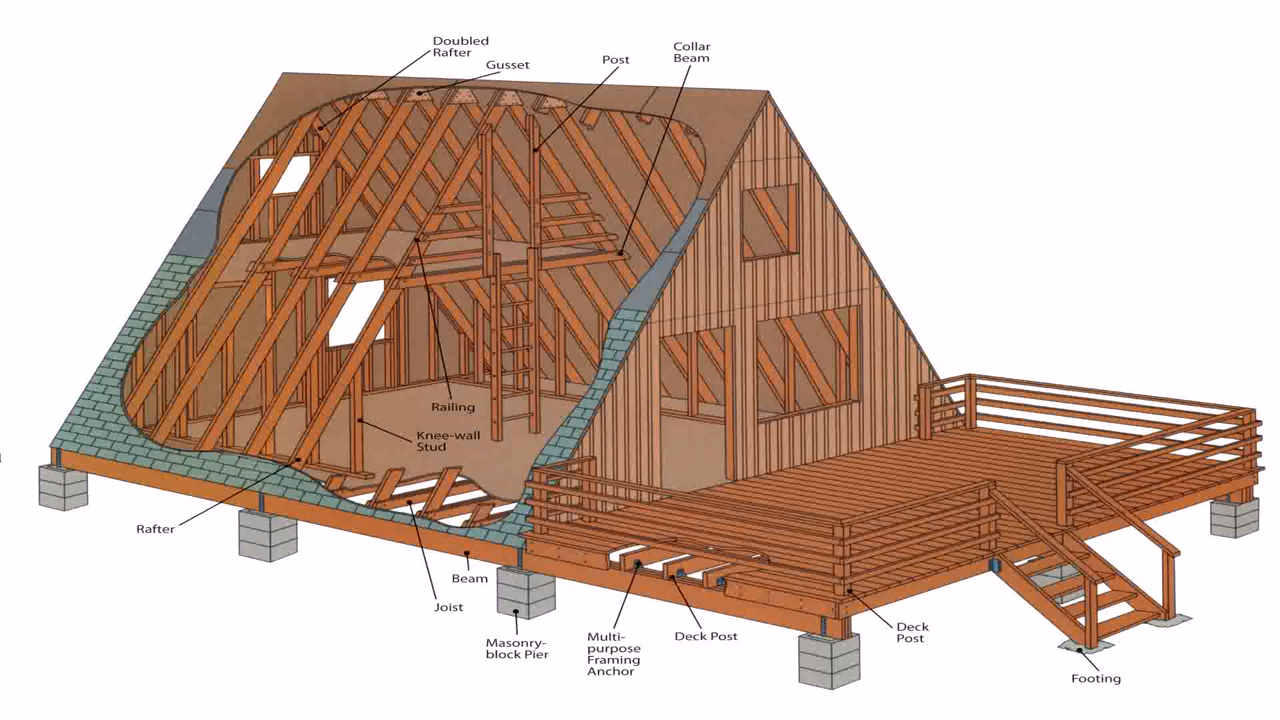 Doubled
Rafter
Gusset
Post
Collar
Beam
Railing
Knee-wall
Stud
Rafter
Beam
Joist
Masonry-
block Pier
Multi-
purpose
Framing
Anchor
Deck Post
Deck
Post
Footing